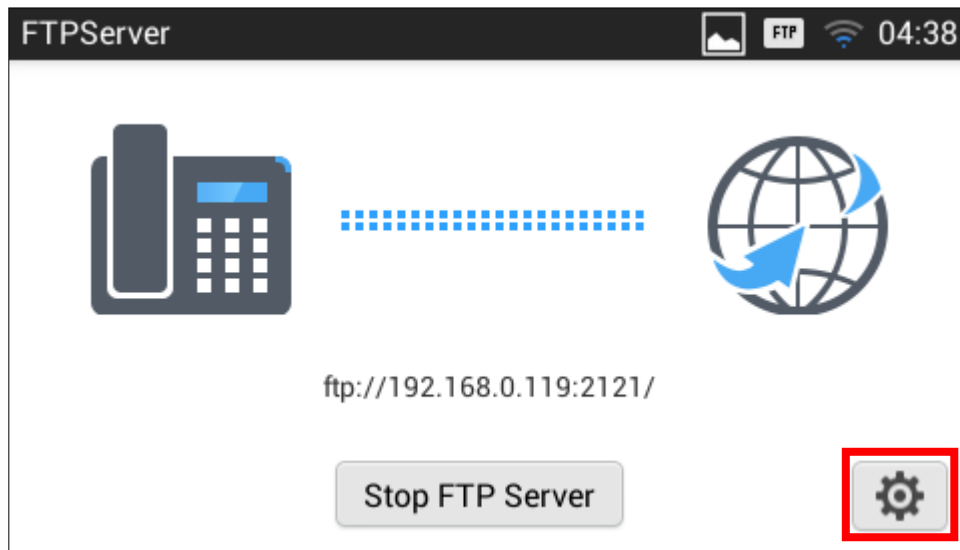 FTPServer
FTP
04:38
ftp://192.168.0.119:2121/
Stop FTP Server